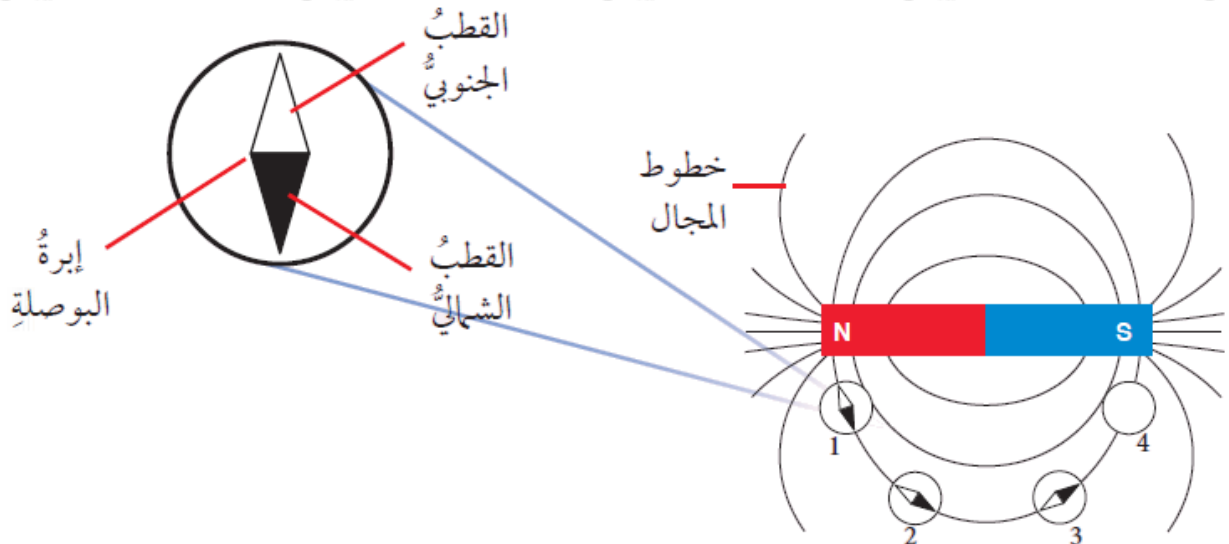 القطبُ
الجنوبيُّ
خطوط
المجال
إبرةُ
البوصلةِ
القطبُ
الشماليُّ
N
S
1
4
2
3